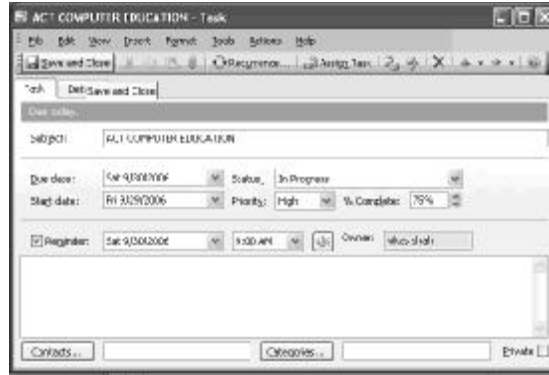 ACT COMPUTER EDUCATION - Task
File Edit View Insert Format Tools Actions Help
Save and Close Recurrence... Assign Task
Task Save and Close
Due today.
Subject: ACT COMPUTER EDUCATION
Due date: Sat 9/30/2006 Status: In Progress
Start date: Fri 9/29/2006 Priority: High % Complete: 75%
Reminder: Sat 9/30/2006 9:00 AM Owner:
Contacts... Categories... Private